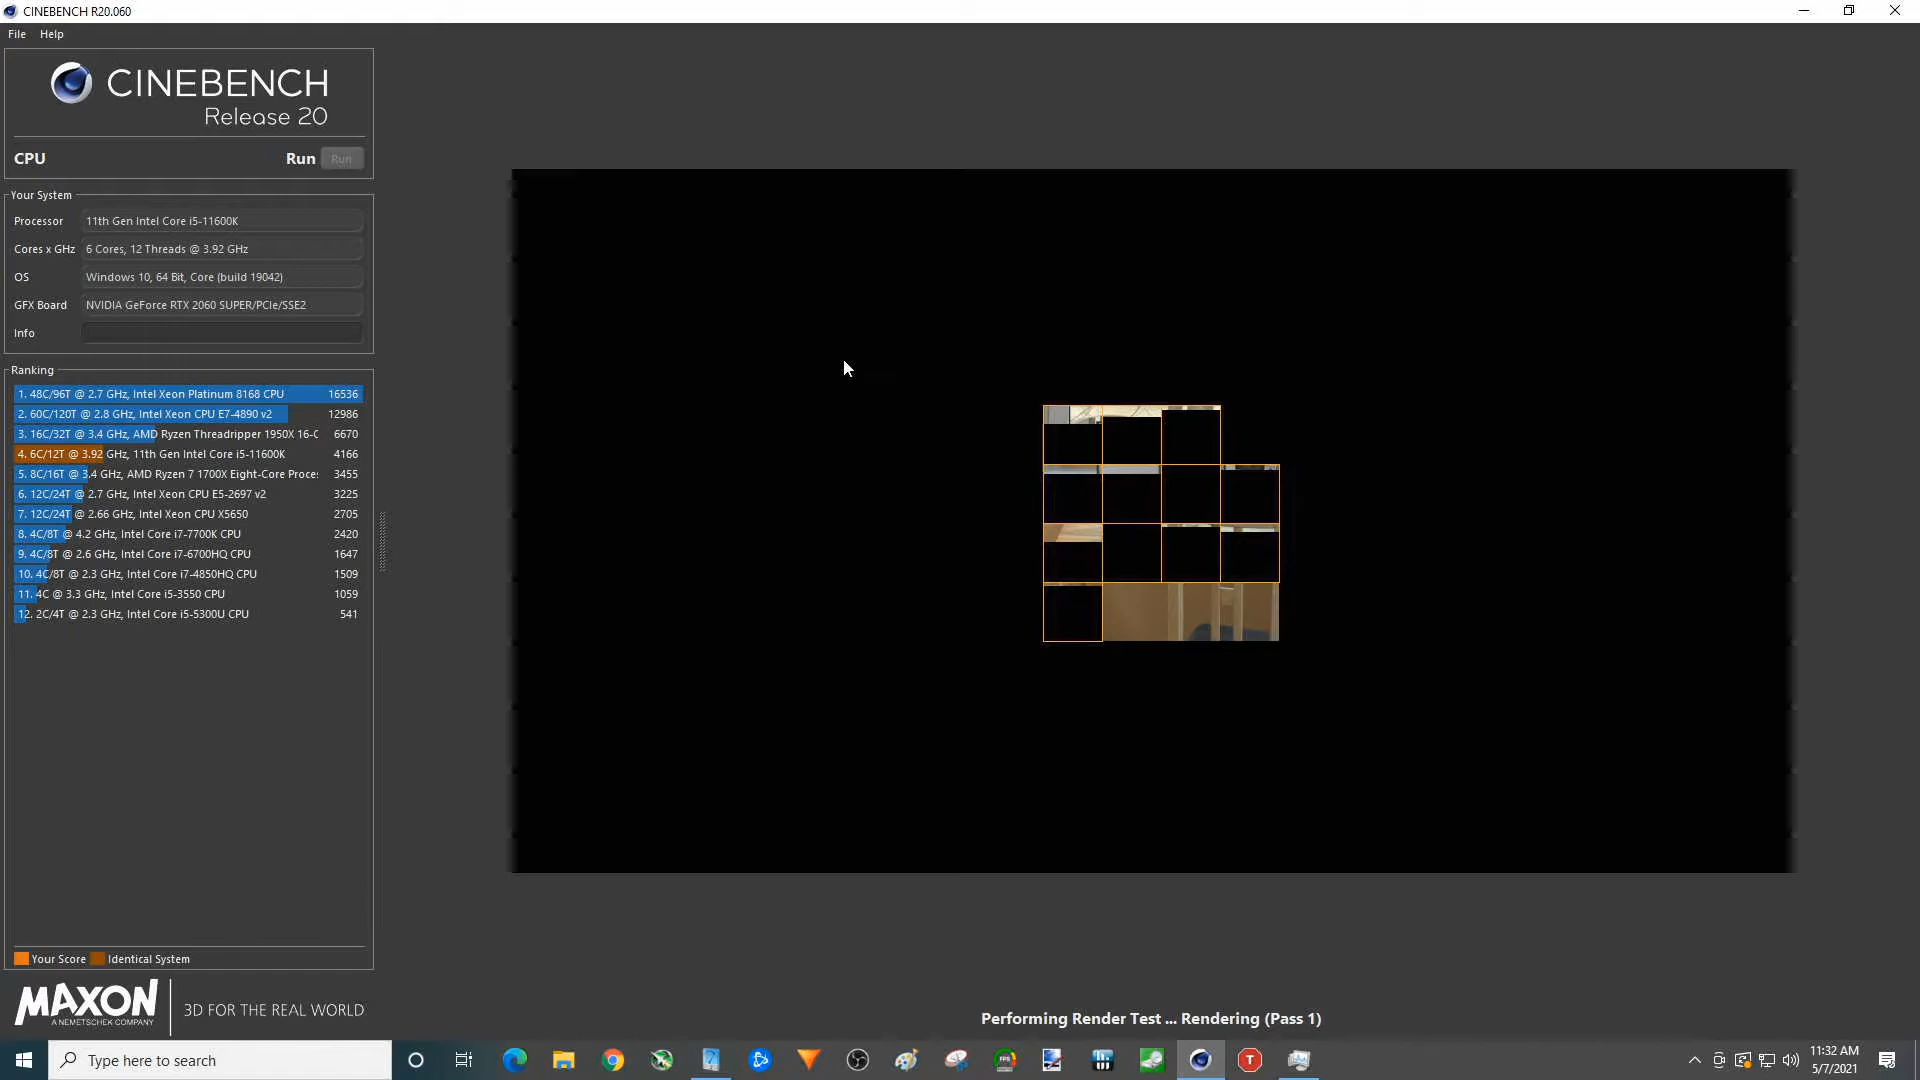 CINEBENCH R20.060
File Help
CINEBENCH
Release 20
CPU Run Run
Your System
Processor 11th Gen Intel Core i5-11600K
Cores x GHz 6 Cores, 12 Threads @ 3.92 GHz
OS Windows 10, 64 Bit, Core (build 19042)
GFX Board NVIDIA GeForce RTX 2060 SUPER/PCIe/SSE2
Info
Ranking
1. 48C/96T @ 2.7 GHz, Intel Xeon Platinum 8168 CPU 16536
2. 60C/120T @ 2.8 GHz, Intel Xeon CPU E7-4890 v2 12986
3. 16C/32T @ 3.4 GHz, AMD Ryzen Threadripper 1950X 16-C 6670
4. 6C/12T @ 3.92 GHz, 11th Gen Intel Core i5-11600K 4166
5. 8C/16T @ 3.4 GHz, AMD Ryzen 7 1700X Eight-Core Proces 3455
6. 12C/24T @ 2.7 GHz, Intel Xeon CPU E5-2697 v2 3225
7. 12C/24T @ 2.66 GHz, Intel Xeon CPU X5650 2705
8. 4C/8T @ 4.2 GHz, Intel Core i7-7700K CPU 2420
9. 4C/8T @ 2.6 GHz, Intel Core i7-6700HQ CPU 1647
10. 4C/8T @ 2.3 GHz, Intel Core i7-4850HQ CPU 1509
11. 4C @ 3.3 GHz, Intel Core i5-3550 CPU 1059
12. 2C/4T @ 2.3 GHz, Intel Core i5-5300U CPU 541
Your Score Identical System
MAXON
A NEMETSCHEK COMPANY
3D FOR THE REAL WORLD
Performing Render Test ... Rendering (Pass 1)
Type here to search
FPS
T
11:32 AM
5/7/2021